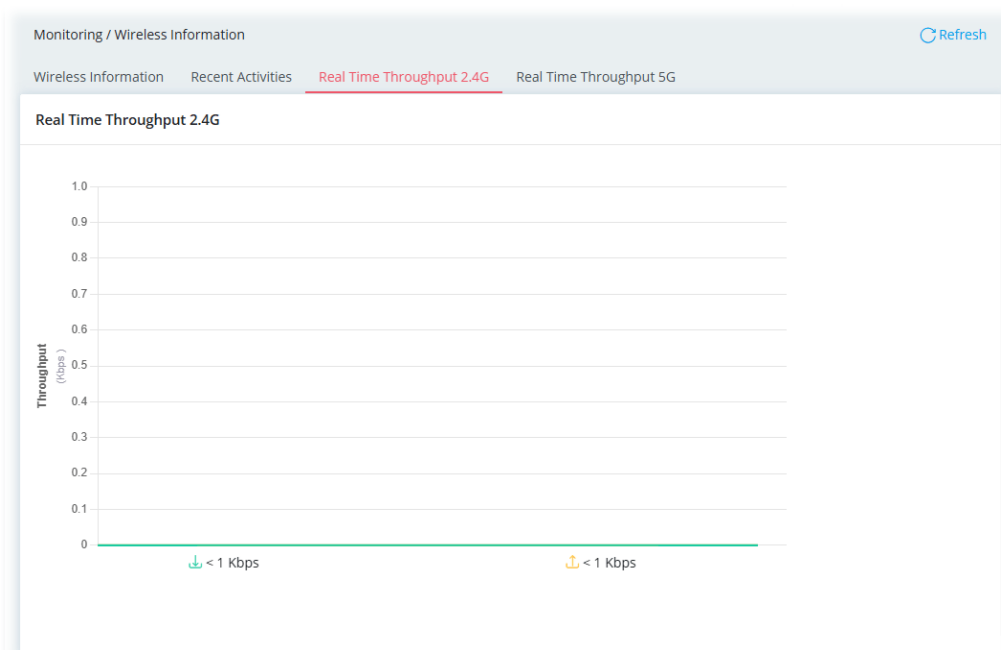 Monitoring / Wireless Information
Refresh
Wireless Information Recent Activities Real Time Throughput 2.4G Real Time Throughput 5G
Real Time Throughput 2.4G
1.0
0.9
0.8
0.7
0.6
0.5
0.4
0.3
0.2
0.1
0
Throughput
(Kbps )
< 1 Kbps
< 1 Kbps